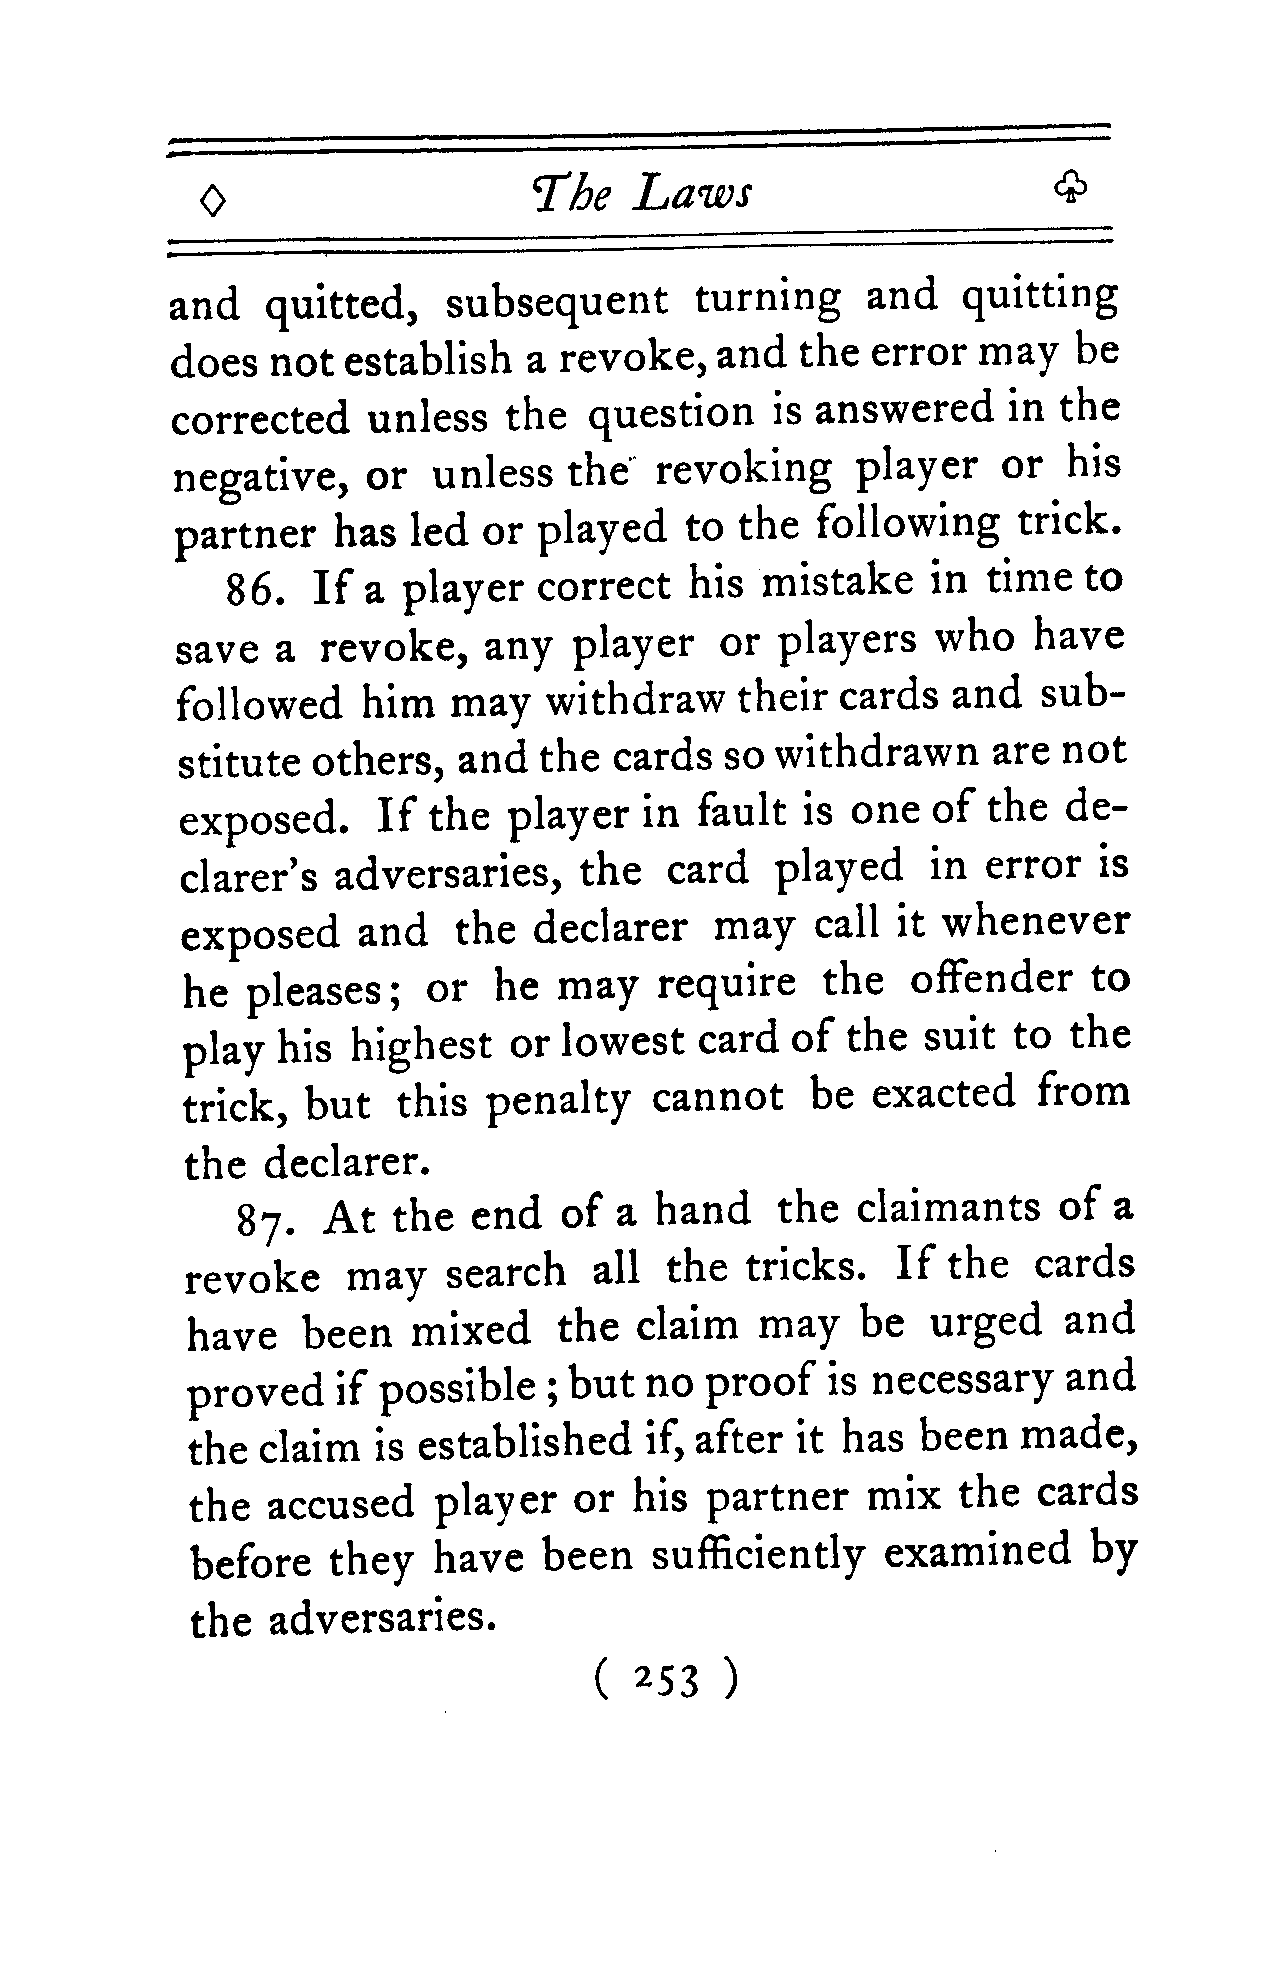 ◇ The Laws ♧
and quitted, subsequent turning and quitting
does not establish a revoke, and the error may be
corrected unless the question is answered in the
negative, or unless the revoking player or his
partner has led or played to the following trick.
86. If a player correct his mistake in time to
save a revoke, any player or players who have
followed him may withdraw their cards and sub-
stitute others, and the cards so withdrawn are not
exposed. If the player in fault is one of the de-
clarer's adversaries, the card played in error is
exposed and the declarer may call it whenever
he pleases; or he may require the offender to
play his highest or lowest card of the suit to the
trick, but this penalty cannot be exacted from
the declarer.
87. At the end of a hand the claimants of a
revoke may search all the tricks. If the cards
have been mixed the claim may be urged and
proved if possible; but no proof is necessary and
the claim is established if, after it has been made,
the accused player or his partner mix the cards
before they have been sufficiently examined by
the adversaries.
( 253 )